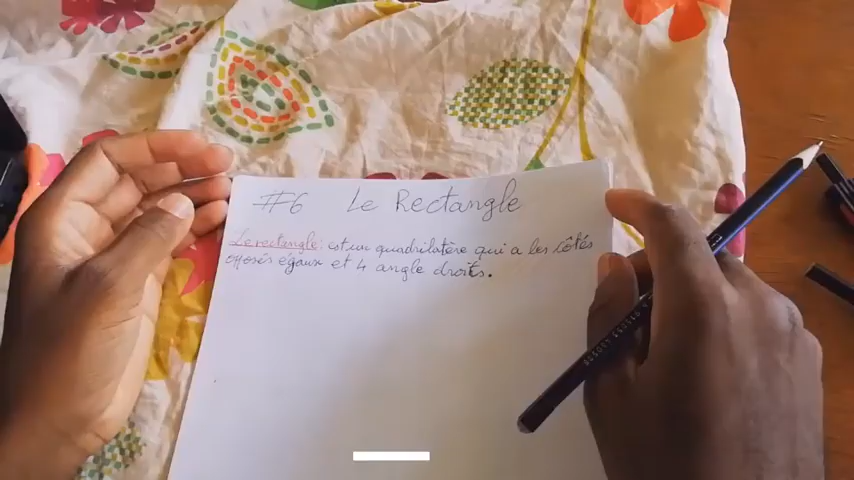 #6 Le Rectangle
Le rectangle: est un quadrilatère qui a les côtés
opposés égaux et 4 angle droits.